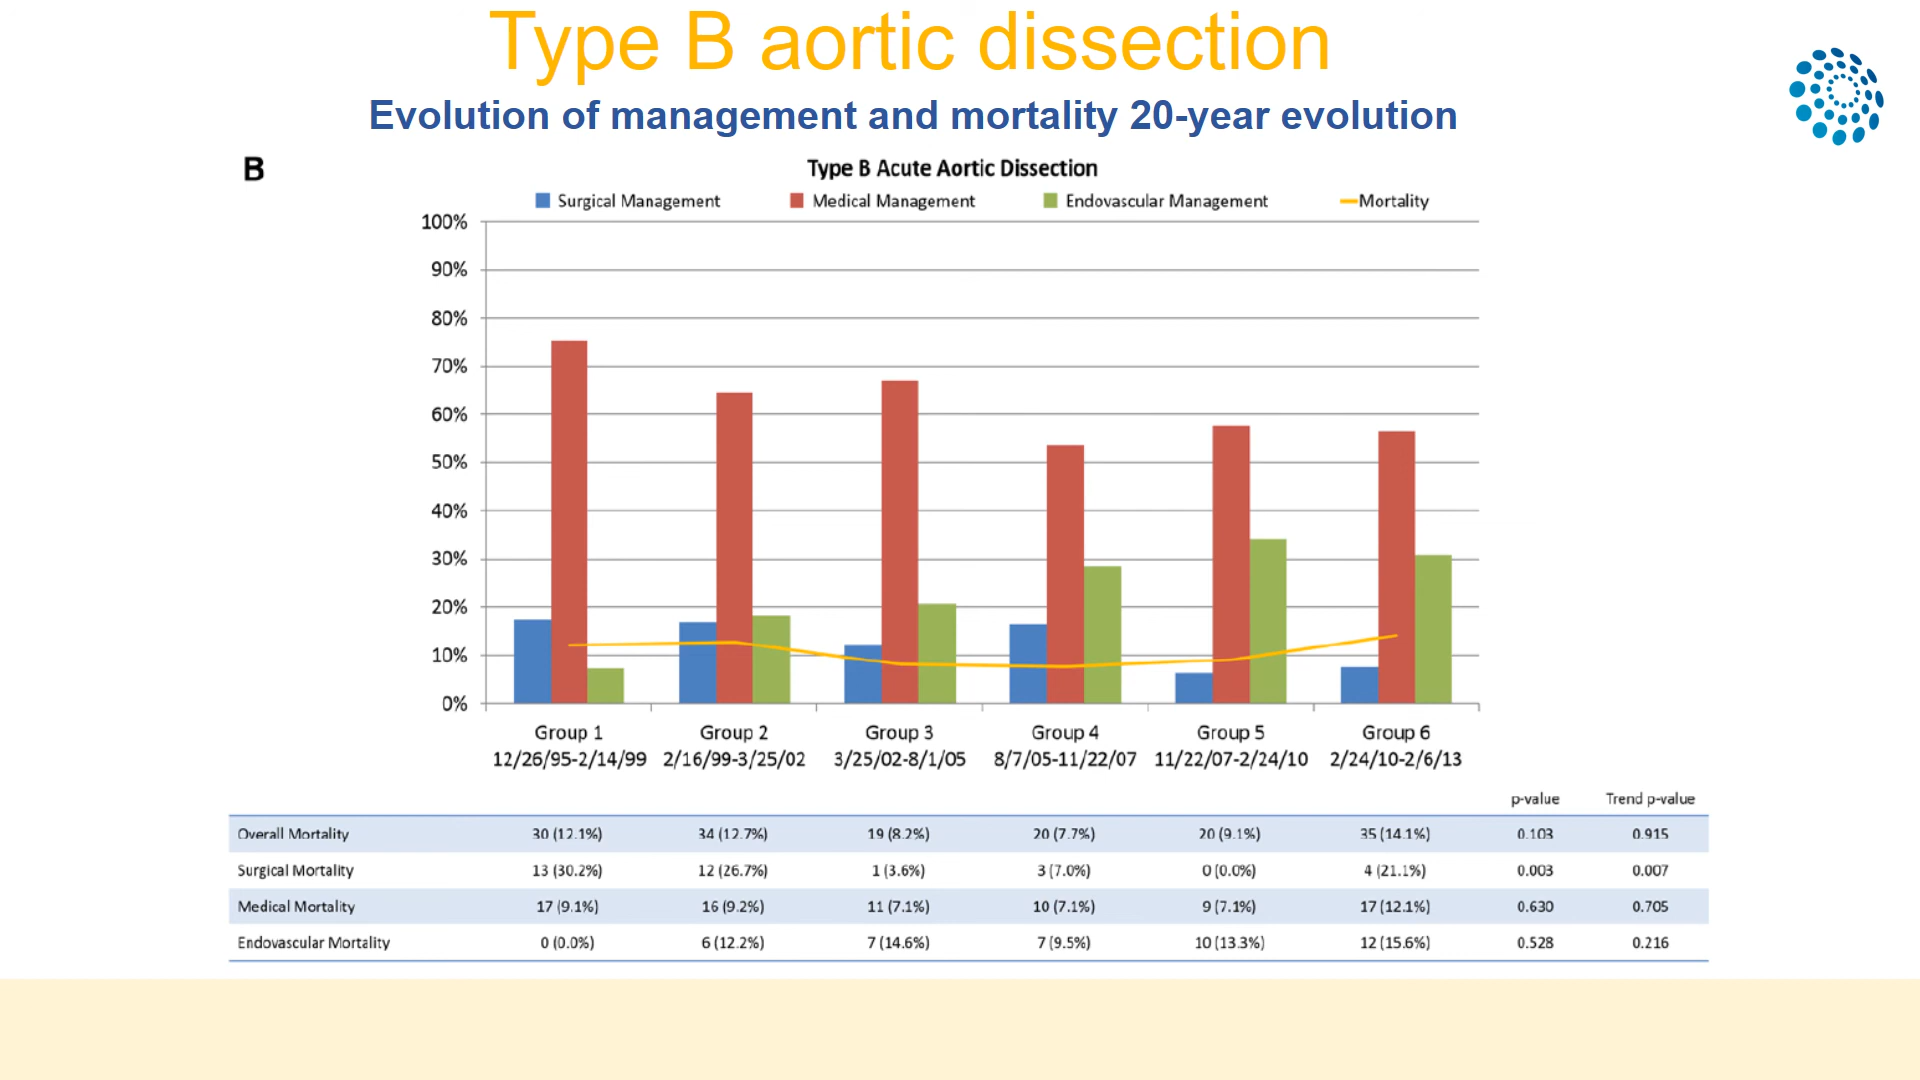 Type B aortic dissection
Evolution of management and mortality 20-year evolution
B
Type B Acute Aortic Dissection
Surgical Management Medical Management Endovascular Management Mortality
100%
90%
80%
70%
60%
50%
40%
30%
20%
10%
0%
Group 1 Group 2 Group 3 Group 4 Group 5 Group 6
12/26/95-2/14/99 2/16/99-3/25/02 3/25/02-8/1/05 8/7/05-11/22/07 11/22/07-2/24/10 2/24/10-2/6/13
p-value Trend p-value
Overall Mortality 30 (12.1%) 34 (12.7%) 19 (8.2%) 20 (7.7%) 20 (9.1%) 35 (14.1%) 0.103 0.915
Surgical Mortality 13 (30.2%) 12 (26.7%) 1 (3.6%) 3 (7.0%) 0 (0.0%) 4 (21.1%) 0.003 0.007
Medical Mortality 17 (9.1%) 16 (9.2%) 11 (7.1%) 10 (7.1%) 9 (7.1%) 17 (12.1%) 0.630 0.705
Endovascular Mortality 0 (0.0%) 6 (12.2%) 7 (14.6%) 7 (9.5%) 10 (13.3%) 12 (15.6%) 0.528 0.216